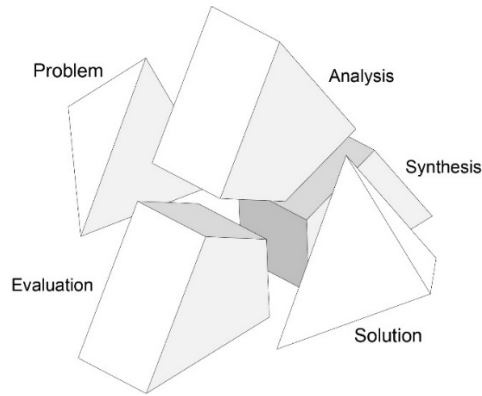 Problem
Analysis
Synthesis
Evaluation
Solution